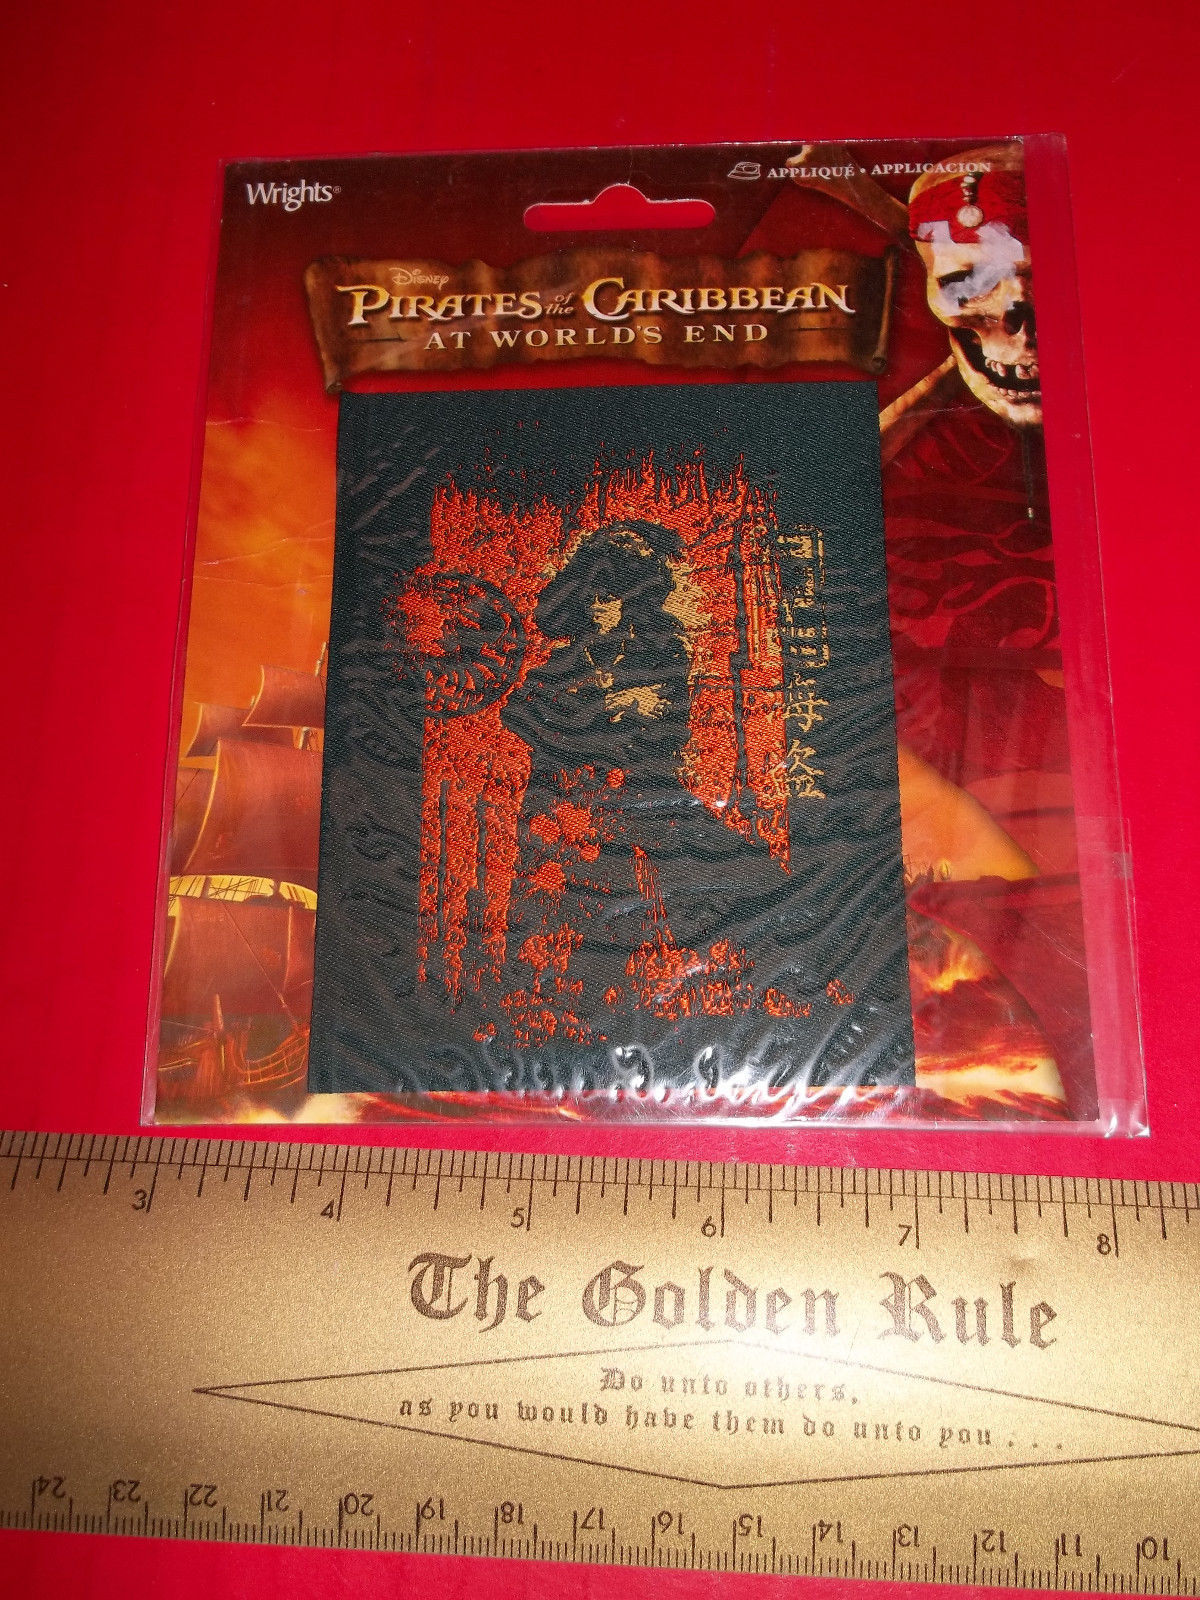 Wrights®
APPLIQUÉ • APPLICACION
Disney
PIRATES of the CARIBBEAN
AT WORLD'S END
3 4 5 6 7 8
The Golden Rule
Do unto others,
as you would have them do unto you . . .
24 23 22 21 20 19 18 17 16 15 14 13 12 11 10